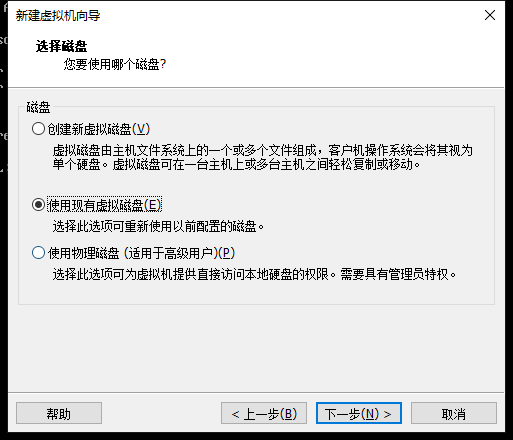 新建虚拟机向导
选择磁盘
您要使用哪个磁盘?
磁盘
创建新虚拟磁盘(V)
虚拟磁盘由主机文件系统上的一个或多个文件组成，客户机操作系统会将其视为
单个硬盘。虚拟磁盘可在一台主机上或多台主机之间轻松复制或移动。
使用现有虚拟磁盘(E)
选择此选项可重新使用以前配置的磁盘。
使用物理磁盘 (适用于高级用户)(P)
选择此选项可为虚拟机提供直接访问本地硬盘的权限。需要具有管理员特权。
帮助
< 上一步(B)
下一步(N) >
取消